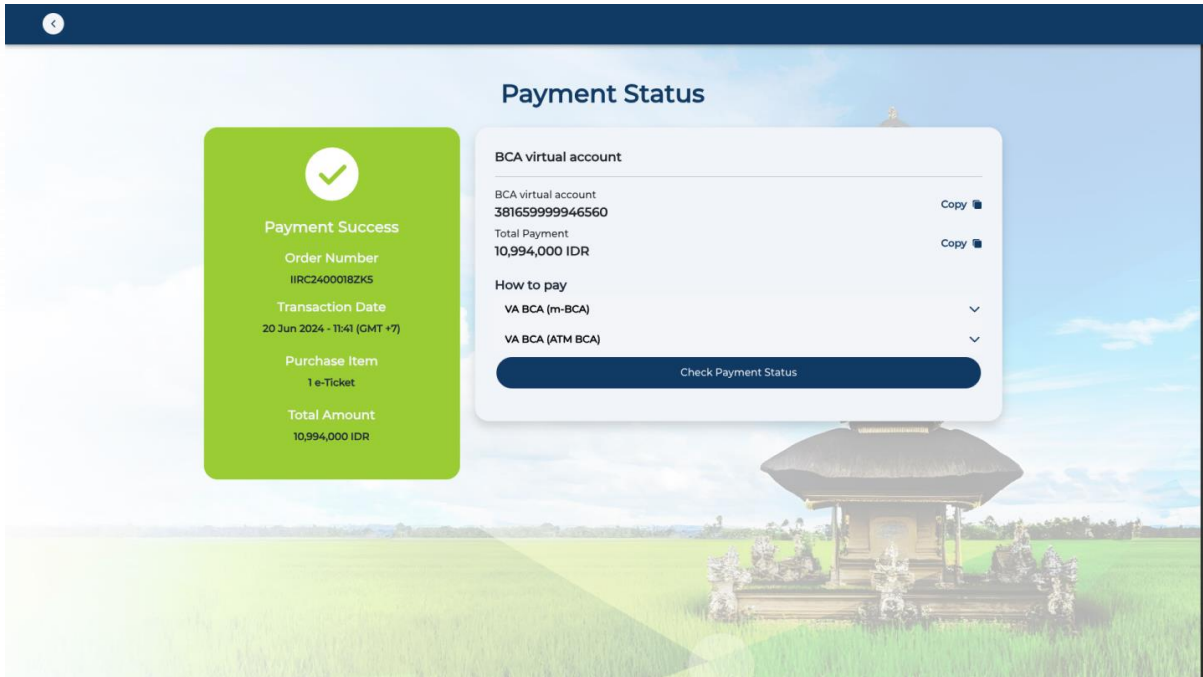 Payment Status
Payment Success
Order Number
IIRC2400018ZK5
Transaction Date
20 Jun 2024 - 11:41 (GMT +7)
Purchase Item
1 e-Ticket
Total Amount
10,994,000 IDR
BCA virtual account
BCA virtual account
381659999946560
Copy
Total Payment
10,994,000 IDR
Copy
How to pay
VA BCA (m-BCA)
VA BCA (ATM BCA)
Check Payment Status